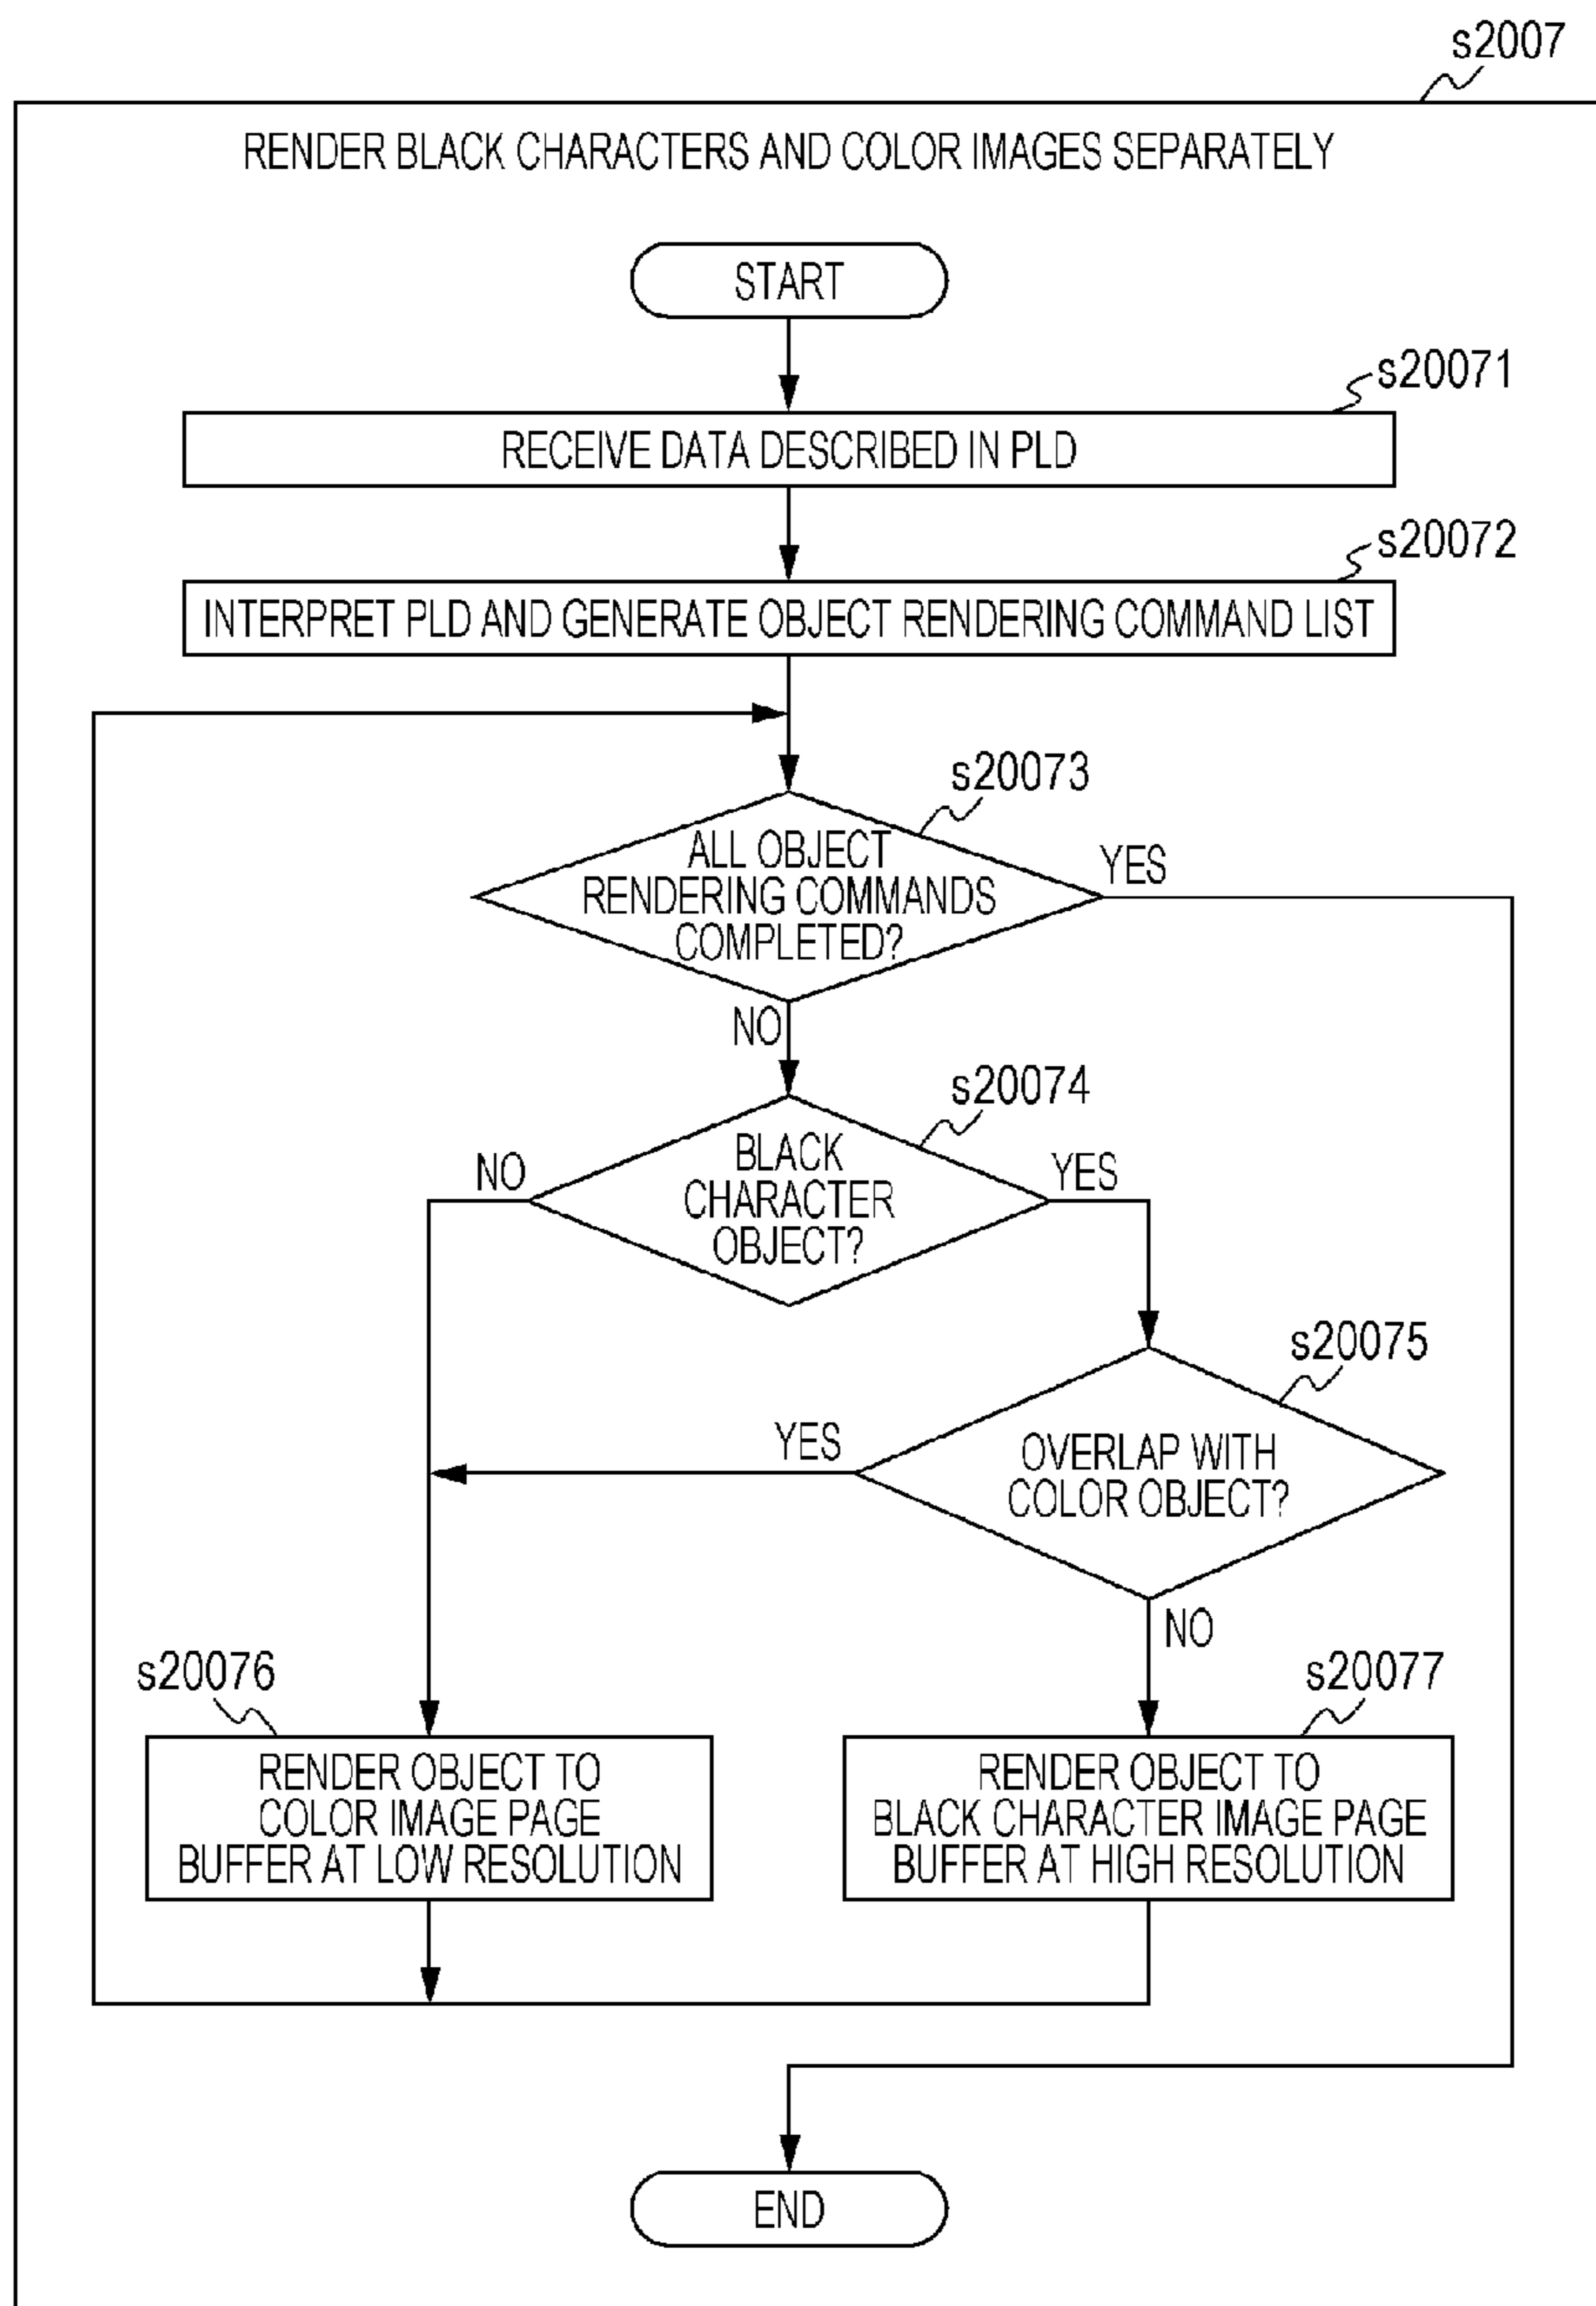 s2007
RENDER BLACK CHARACTERS AND COLOR IMAGES SEPARATELY
START
s20071
RECEIVE DATA DESCRIBED IN PLD
s20072
INTERPRET PLD AND GENERATE OBJECT RENDERING COMMAND LIST
s20073
ALL OBJECT
RENDERING COMMANDS
COMPLETED?
YES
NO
s20074
BLACK
CHARACTER
OBJECT?
NO
YES
s20075
OVERLAP WITH
COLOR OBJECT?
YES
NO
s20076
RENDER OBJECT TO
COLOR IMAGE PAGE
BUFFER AT LOW RESOLUTION
s20077
RENDER OBJECT TO
BLACK CHARACTER IMAGE PAGE
BUFFER AT HIGH RESOLUTION
END